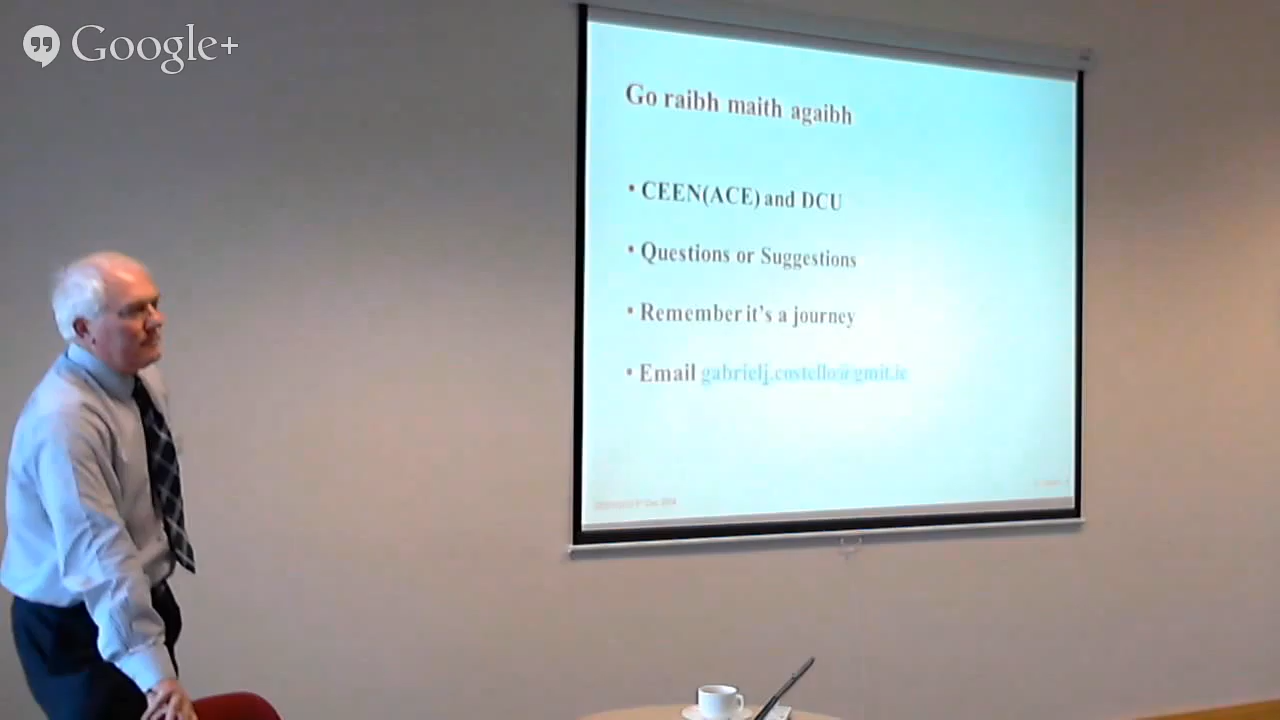 Google+
Go raibh maith agaibh
• CEEN(ACE) and DCU
• Questions or Suggestions
• Remember it's a journey
• Email gabrielj.costello@gmit.ie